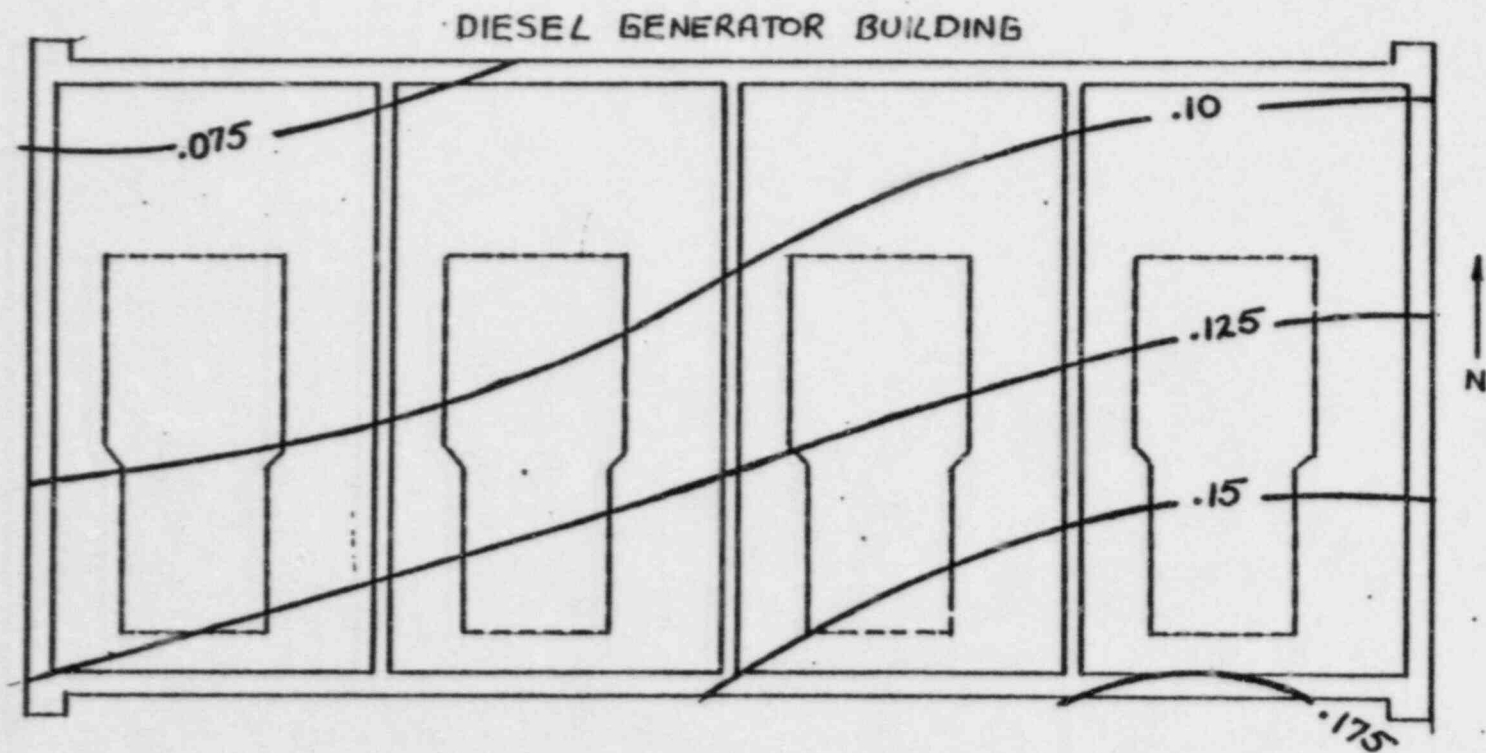 DIESEL GENERATOR BUILDING
.075
.10
.125
N
.15
.175